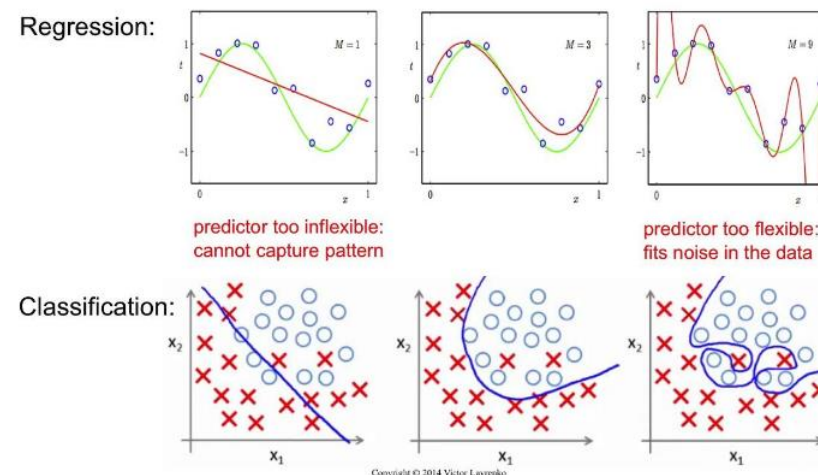 Regression:
1
t
0
−1
M = 1
0
x
1
1
t
0
−1
M = 3
0
x
1
1
t
0
−1
M = 9
0
x
predictor too inflexible:
cannot capture pattern
predictor too flexible:
fits noise in the data
Classification:
x2
x1
x2
x1
x2
x1
Copyright © 2014 Victor Lavrenko